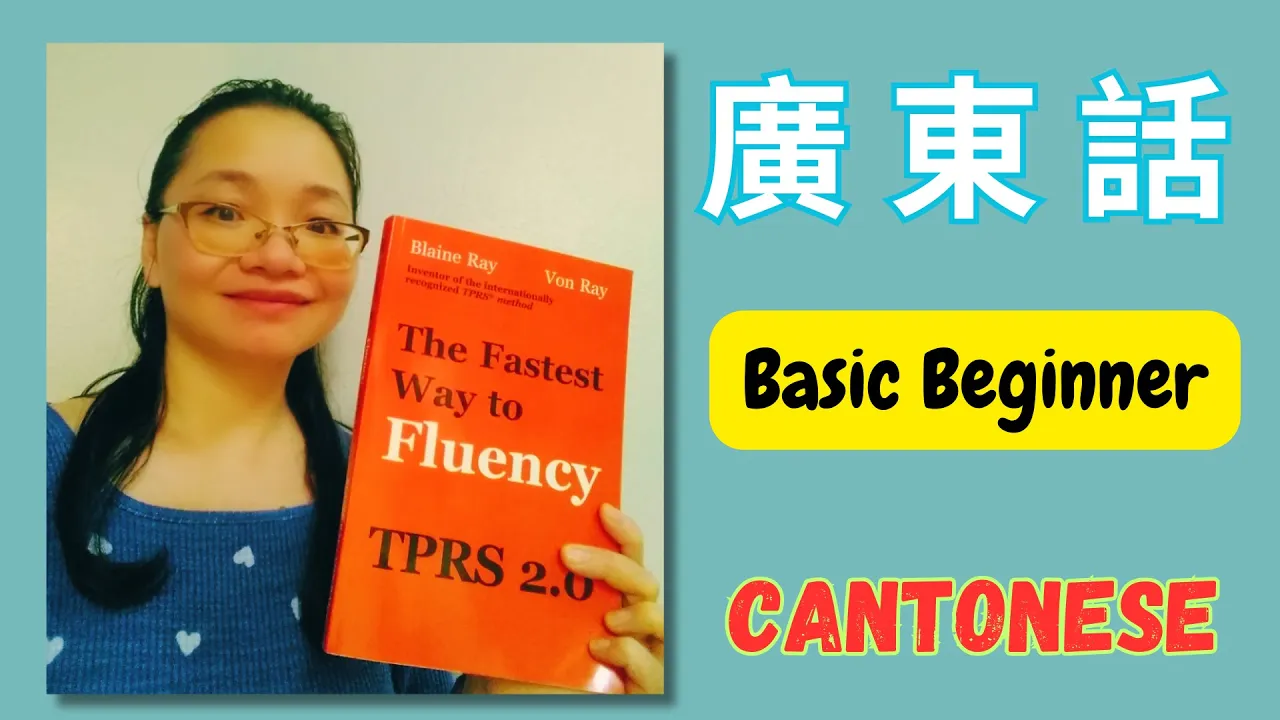 Blaine Ray
Von Ray
Inventor of the internationally
recognized TPRS® method
The Fastest
Way to
Fluency
TPRS 2.0
廣東話
Basic Beginner
CANTONESE